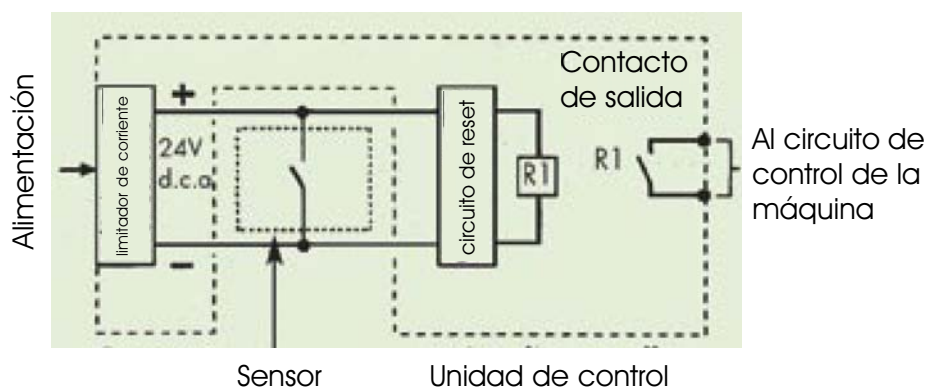 Alimentación
limitador de corriente
+
24V
d.c.a
−
Sensor
circuito de reset
R1
Unidad de control
Contacto
de salida
R1
Al circuito de
control de la
máquina